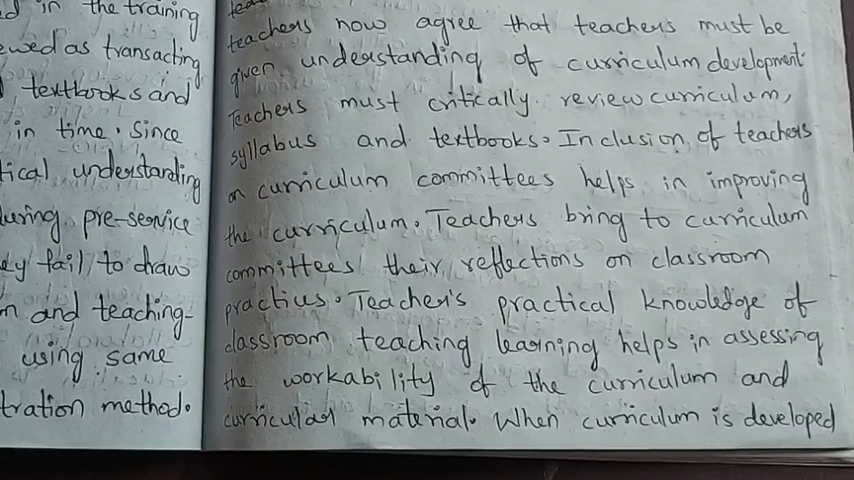 d in the training
ewed as transacting
textbooks and
in time. Since
tical understanding
during pre-service
ey fail to draw
n and teaching-
using same
tration method.
teachers now agree that teachers must be
given understanding of curriculum development.
Teachers must critically review curriculum,
syllabus and textbooks. Inclusion of teachers
on curriculum committees helps in improving
the curriculum. Teachers bring to curriculum
committees their reflections on classroom
practius. Teacher's practical knowledge of
classroom teaching learning helps in assessing
the workability of the curriculum and
curricular material. When curriculum is developed